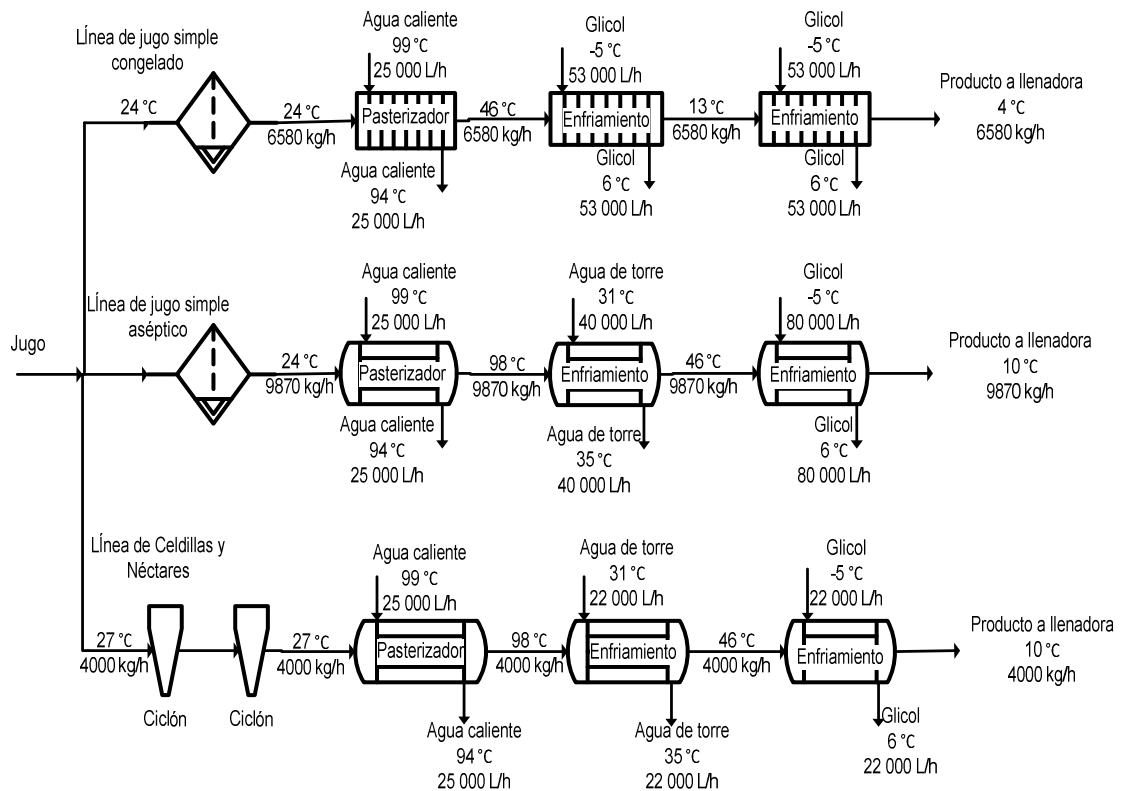 Línea de jugo simple
congelado
24 °C
24 °C
6580 kg/h
Agua caliente
99 °C
25 000 L/h
Pasterizador
Agua caliente
94 °C
25 000 L/h
46 °C
6580 kg/h
Glicol
-5 °C
53 000 L/h
Enfriamiento
Glicol
6 °C
53 000 L/h
13 °C
6580 kg/h
Glicol
-5 °C
53 000 L/h
Enfriamiento
Glicol
6 °C
53 000 L/h
Producto a llenadora
4 °C
6580 kg/h
Jugo
Línea de jugo simple
aséptico
24 °C
9870 kg/h
Agua caliente
99 °C
25 000 L/h
Pasterizador
Agua caliente
94 °C
25 000 L/h
98 °C
9870 kg/h
Agua de torre
31 °C
40 000 L/h
Enfriamiento
Agua de torre
35 °C
40 000 L/h
46 °C
9870 kg/h
Glicol
-5 °C
80 000 L/h
Enfriamiento
Glicol
6 °C
80 000 L/h
Producto a llenadora
10 °C
9870 kg/h
Línea de Celdillas y
Néctares
27 °C
4000 kg/h
Ciclón
Ciclón
27 °C
4000 kg/h
Agua caliente
99 °C
25 000 L/h
Pasterizador
Agua caliente
94 °C
25 000 L/h
98 °C
4000 kg/h
Agua de torre
31 °C
22 000 L/h
Enfriamiento
Agua de torre
35 °C
22 000 L/h
46 °C
4000 kg/h
Glicol
-5 °C
22 000 L/h
Enfriamiento
Glicol
6 °C
22 000 L/h
Producto a llenadora
10 °C
4000 kg/h